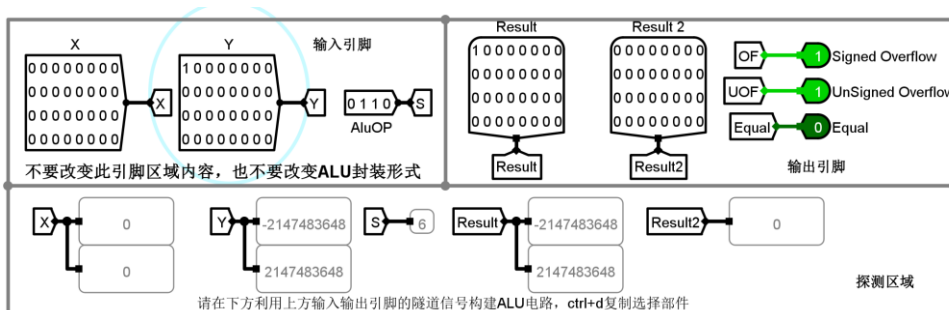 X
Y
输入引脚
00000000
00000000
00000000
00000000
X
10000000
00000000
00000000
00000000
Y
0110
S
AluOP
不要改变此引脚区域内容，也不要改变ALU封装形式
Result
Result 2
10000000
00000000
00000000
00000000
Result
00000000
00000000
00000000
00000000
Result2
OF
1
Signed Overflow
UOF
1
UnSigned Overflow
Equal
0
Equal
输出引脚
X
0
0
Y
-2147483648
2147483648
S
6
Result
-2147483648
2147483648
Result2
0
探测区域
请在下方利用上方输入输出引脚的隧道信号构建ALU电路，ctrl+d复制选择部件